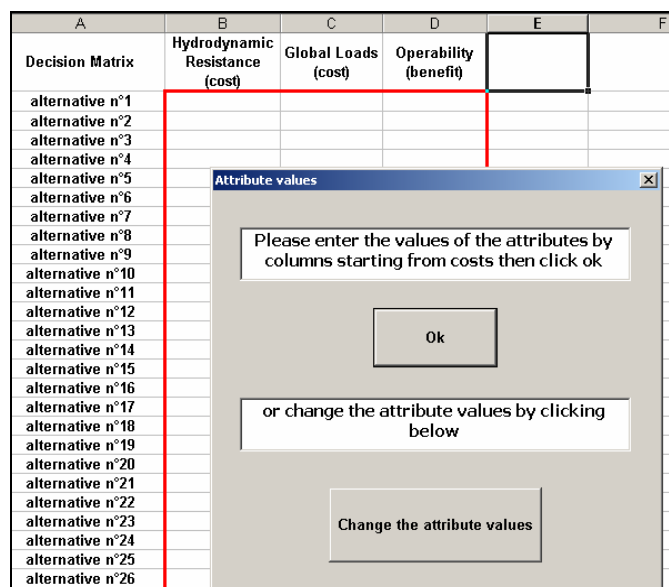 A B C D E F
Decision Matrix Hydrodynamic Resistance (cost) Global Loads (cost) Operability (benefit)
alternative n°1
alternative n°2
alternative n°3
alternative n°4
alternative n°5
alternative n°6
alternative n°7
alternative n°8
alternative n°9
alternative n°10
alternative n°11
alternative n°12
alternative n°13
alternative n°14
alternative n°15
alternative n°16
alternative n°17
alternative n°18
alternative n°19
alternative n°20
alternative n°21
alternative n°22
alternative n°23
alternative n°24
alternative n°25
alternative n°26
Attribute values
Please enter the values of the attributes by
columns starting from costs then click ok
Ok
or change the attribute values by clicking
below
Change the attribute values